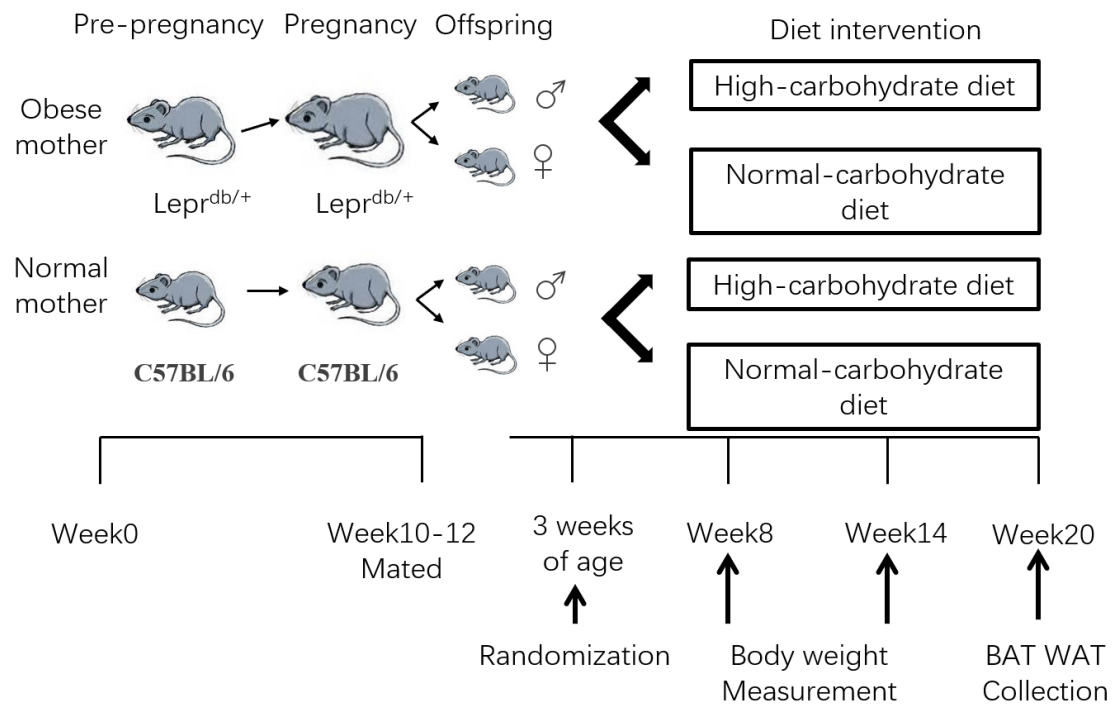 Pre-pregnancy Pregnancy Offspring Diet intervention
Obese
mother
♂
♀
Lepr^db/+ Lepr^db/+
High-carbohydrate diet
Normal-carbohydrate
diet
Normal
mother
♂
♀
C57BL/6 C57BL/6
High-carbohydrate diet
Normal-carbohydrate
diet
Week0
Week10-12
Mated
3 weeks
of age
Week8
Week14
Week20
Randomization
Body weight
Measurement
BAT WAT
Collection